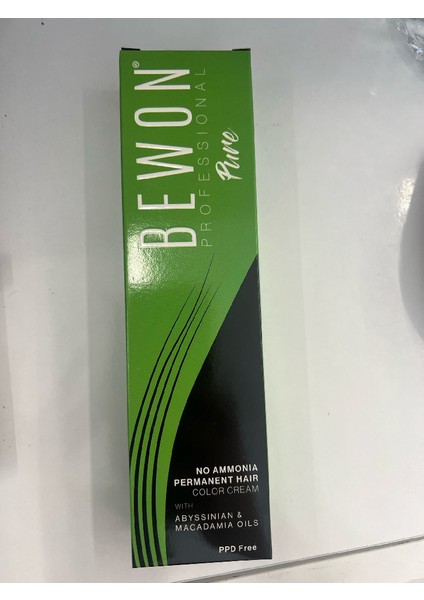 BEWON®
PROFESSIONAL
Pure
NO AMMONIA
PERMANENT HAIR
COLOR CREAM
WITH
ABYSSINIAN &
MACADAMIA OILS
PPD Free